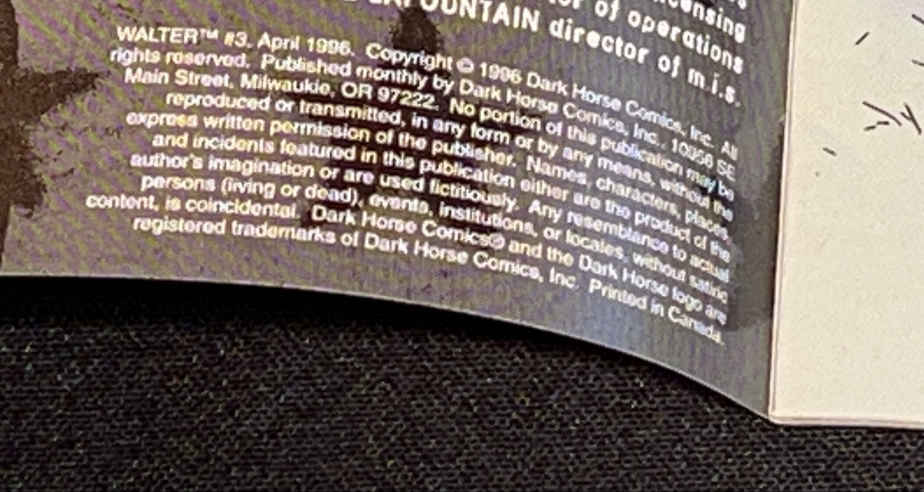 of operations
OUNTAIN director of m.i.s.
WALTER™ #3, April 1996. Copyright © 1996 Dark Horse Comics, Inc. All
rights reserved. Published monthly by Dark Horse Comics, Inc., 10956 SE
Main Street, Milwaukie, OR 97222. No portion of this publication may be
reproduced or transmitted, in any form or by any means, without the
express written permission of the publisher. Names, characters, places,
and incidents featured in this publication either are the product of the
author's imagination or are used fictitiously. Any resemblance to actual
persons (living or dead), events, institutions, or locales, without satiric
content, is coincidental. Dark Horse Comics® and the Dark Horse logo are
registered trademarks of Dark Horse Comics, Inc. Printed in Canada.